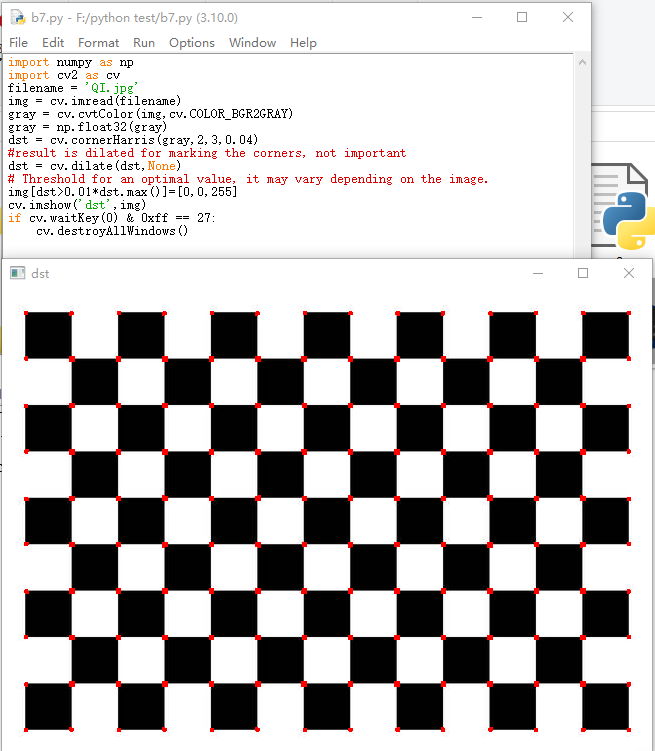 b7.py - F:/python test/b7.py (3.10.0)
File Edit Format Run Options Window Help
import numpy as np
import cv2 as cv
filename = 'QI.jpg'
img = cv.imread(filename)
gray = cv.cvtColor(img,cv.COLOR_BGR2GRAY)
gray = np.float32(gray)
dst = cv.cornerHarris(gray,2,3,0.04)
#result is dilated for marking the corners, not important
dst = cv.dilate(dst,None)
# Threshold for an optimal value, it may vary depending on the image.
img[dst>0.01*dst.max()]=[0,0,255]
cv.imshow('dst',img)
if cv.waitKey(0) & 0xff == 27:
    cv.destroyAllWindows()
dst